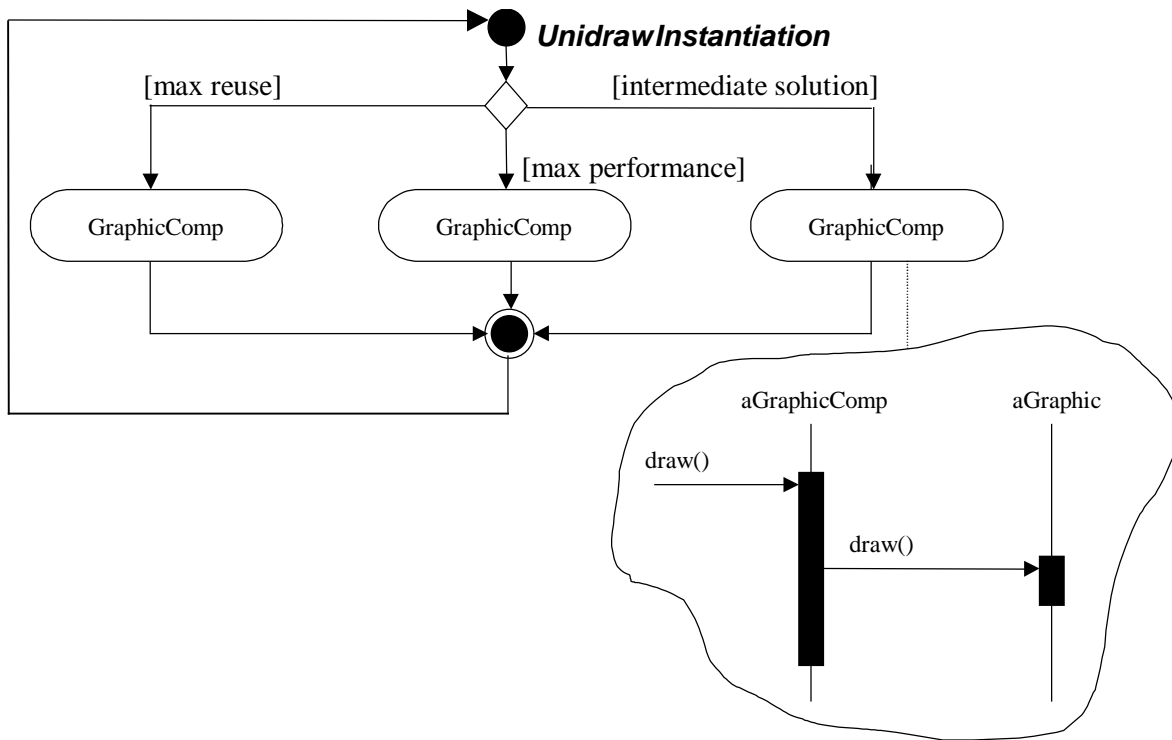 UnidrawInstantiation
[max reuse]
[intermediate solution]
[max performance]
GraphicComp
GraphicComp
GraphicComp
aGraphicComp
aGraphic
draw()
draw()